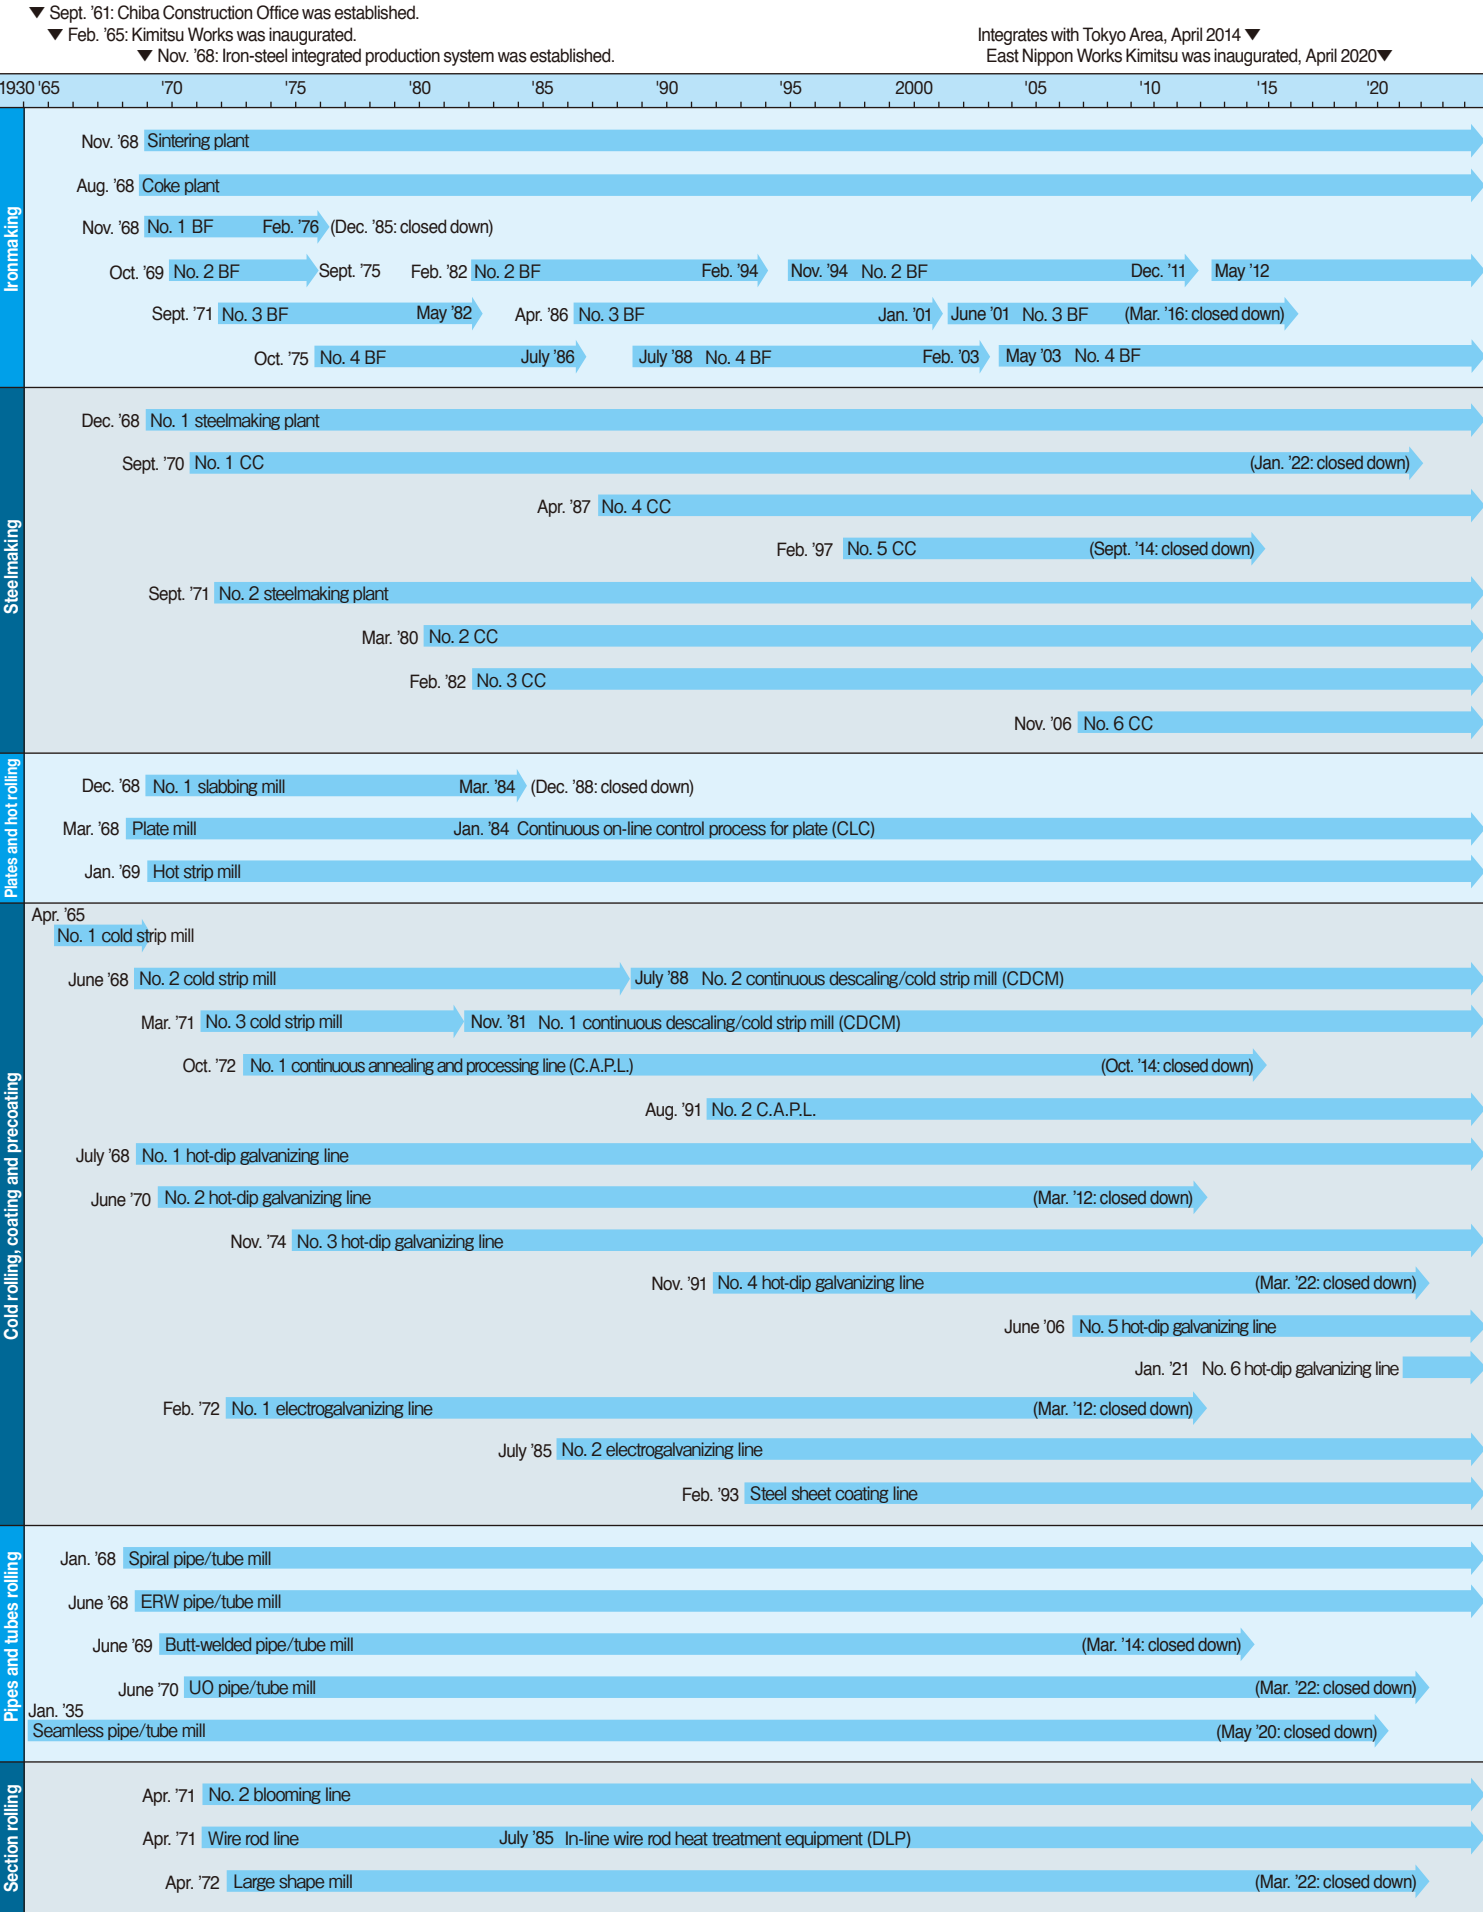 ▼ Sept. '61: Chiba Construction Office was established.
▼ Feb. '65: Kimitsu Works was inaugurated.
Integrates with Tokyo Area, April 2014 ▼
▼ Nov. '68: Iron-steel integrated production system was established.
East Nippon Works Kimitsu was inaugurated, April 2020▼
1930 '65 '70 '75 '80 '85 '90 '95 2000 '05 '10 '15 '20
Ironmaking
Nov. '68 Sintering plant
Aug. '68 Coke plant
Nov. '68 No. 1 BF Feb. '76 (Dec. '85: closed down)
Oct. '69 No. 2 BF Sept. '75 Feb. '82 No. 2 BF Feb. '94 Nov. '94 No. 2 BF Dec. '11 May '12
Sept. '71 No. 3 BF May '82 Apr. '86 No. 3 BF Jan. '01 June '01 No. 3 BF (Mar. '16: closed down)
Oct. '75 No. 4 BF July '86 July '88 No. 4 BF Feb. '03 May '03 No. 4 BF
Steelmaking
Dec. '68 No. 1 steelmaking plant
Sept. '70 No. 1 CC (Jan. '22: closed down)
Apr. '87 No. 4 CC
Feb. '97 No. 5 CC (Sept. '14: closed down)
Sept. '71 No. 2 steelmaking plant
Mar. '80 No. 2 CC
Feb. '82 No. 3 CC
Nov. '06 No. 6 CC
Plates and hot rolling
Dec. '68 No. 1 slabbing mill Mar. '84 (Dec. '88: closed down)
Mar. '68 Plate mill Jan. '84 Continuous on-line control process for plate (CLC)
Jan. '69 Hot strip mill
Cold rolling, coating and precoating
Apr. '65
No. 1 cold strip mill
June '68 No. 2 cold strip mill July '88 No. 2 continuous descaling/cold strip mill (CDCM)
Mar. '71 No. 3 cold strip mill Nov. '81 No. 1 continuous descaling/cold strip mill (CDCM)
Oct. '72 No. 1 continuous annealing and processing line (C.A.P.L.) (Oct. '14: closed down)
Aug. '91 No. 2 C.A.P.L.
July '68 No. 1 hot-dip galvanizing line
June '70 No. 2 hot-dip galvanizing line (Mar. '12: closed down)
Nov. '74 No. 3 hot-dip galvanizing line
Nov. '91 No. 4 hot-dip galvanizing line (Mar. '22: closed down)
June '06 No. 5 hot-dip galvanizing line
Jan. '21 No. 6 hot-dip galvanizing line
Feb. '72 No. 1 electrogalvanizing line (Mar. '12: closed down)
July '85 No. 2 electrogalvanizing line
Feb. '93 Steel sheet coating line
Pipes and tubes rolling
Jan. '68 Spiral pipe/tube mill
June '68 ERW pipe/tube mill
June '69 Butt-welded pipe/tube mill (Mar. '14: closed down)
June '70 UO pipe/tube mill (Mar. '22: closed down)
Jan. '35
Seamless pipe/tube mill (May '20: closed down)
Section rolling
Apr. '71 No. 2 blooming line
Apr. '71 Wire rod line July '85 In-line wire rod heat treatment equipment (DLP)
Apr. '72 Large shape mill (Mar. '22: closed down)